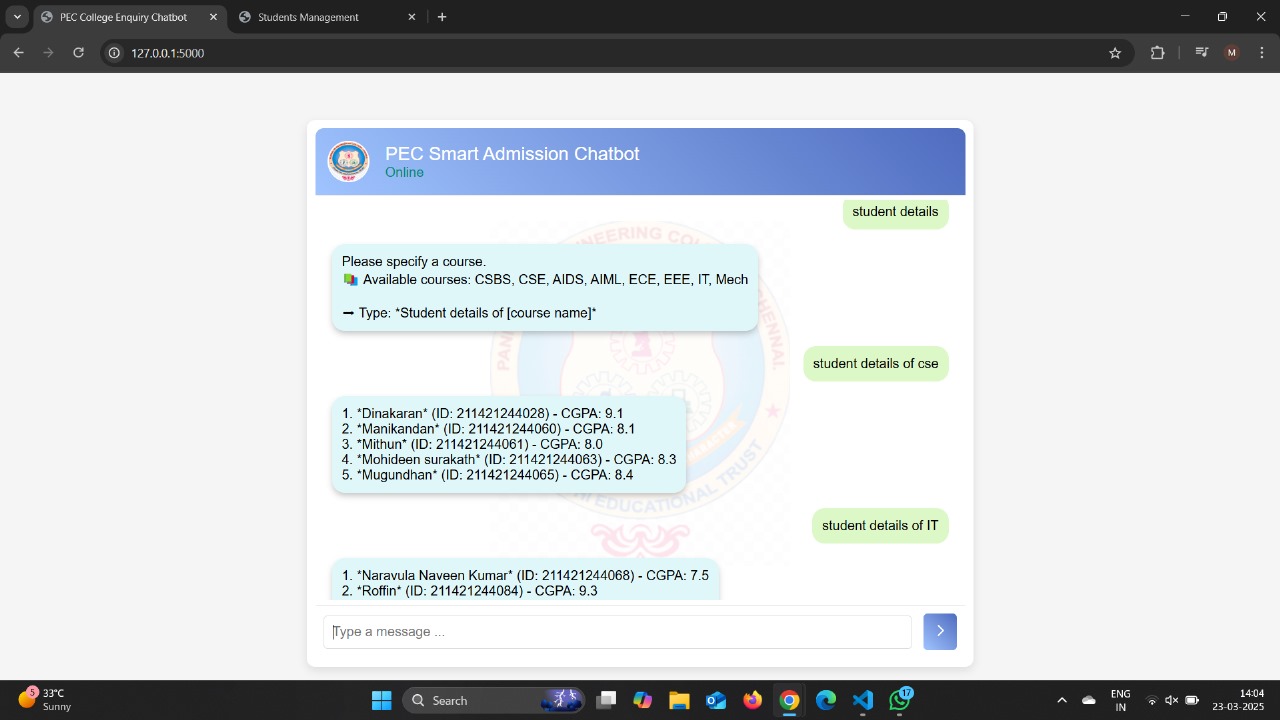 PEC College Enquiry Chatbot
Students Management
127.0.0.1:5000
M
PEC Smart Admission Chatbot
Online
student details
Please specify a course.
Available courses: CSBS, CSE, AIDS, AIML, ECE, EEE, IT, Mech
➞ Type: *Student details of [course name]*
student details of cse
1. *Dinakaran* (ID: 211421244028) - CGPA: 9.1
2. *Manikandan* (ID: 211421244060) - CGPA: 8.1
3. *Mithun* (ID: 211421244061) - CGPA: 8.0
4. *Mohideen surakath* (ID: 211421244063) - CGPA: 8.3
5. *Mugundhan* (ID: 211421244065) - CGPA: 8.4
EDUCATIONAL TRUST
student details of IT
1. *Naravula Naveen Kumar* (ID: 211421244068) - CGPA: 7.5
2. *Roffin* (ID: 211421244084) - CGPA: 9.3
Type a message ...
5
33°C
Sunny
Search
17
ENG
IN
14:04
23-03-2025